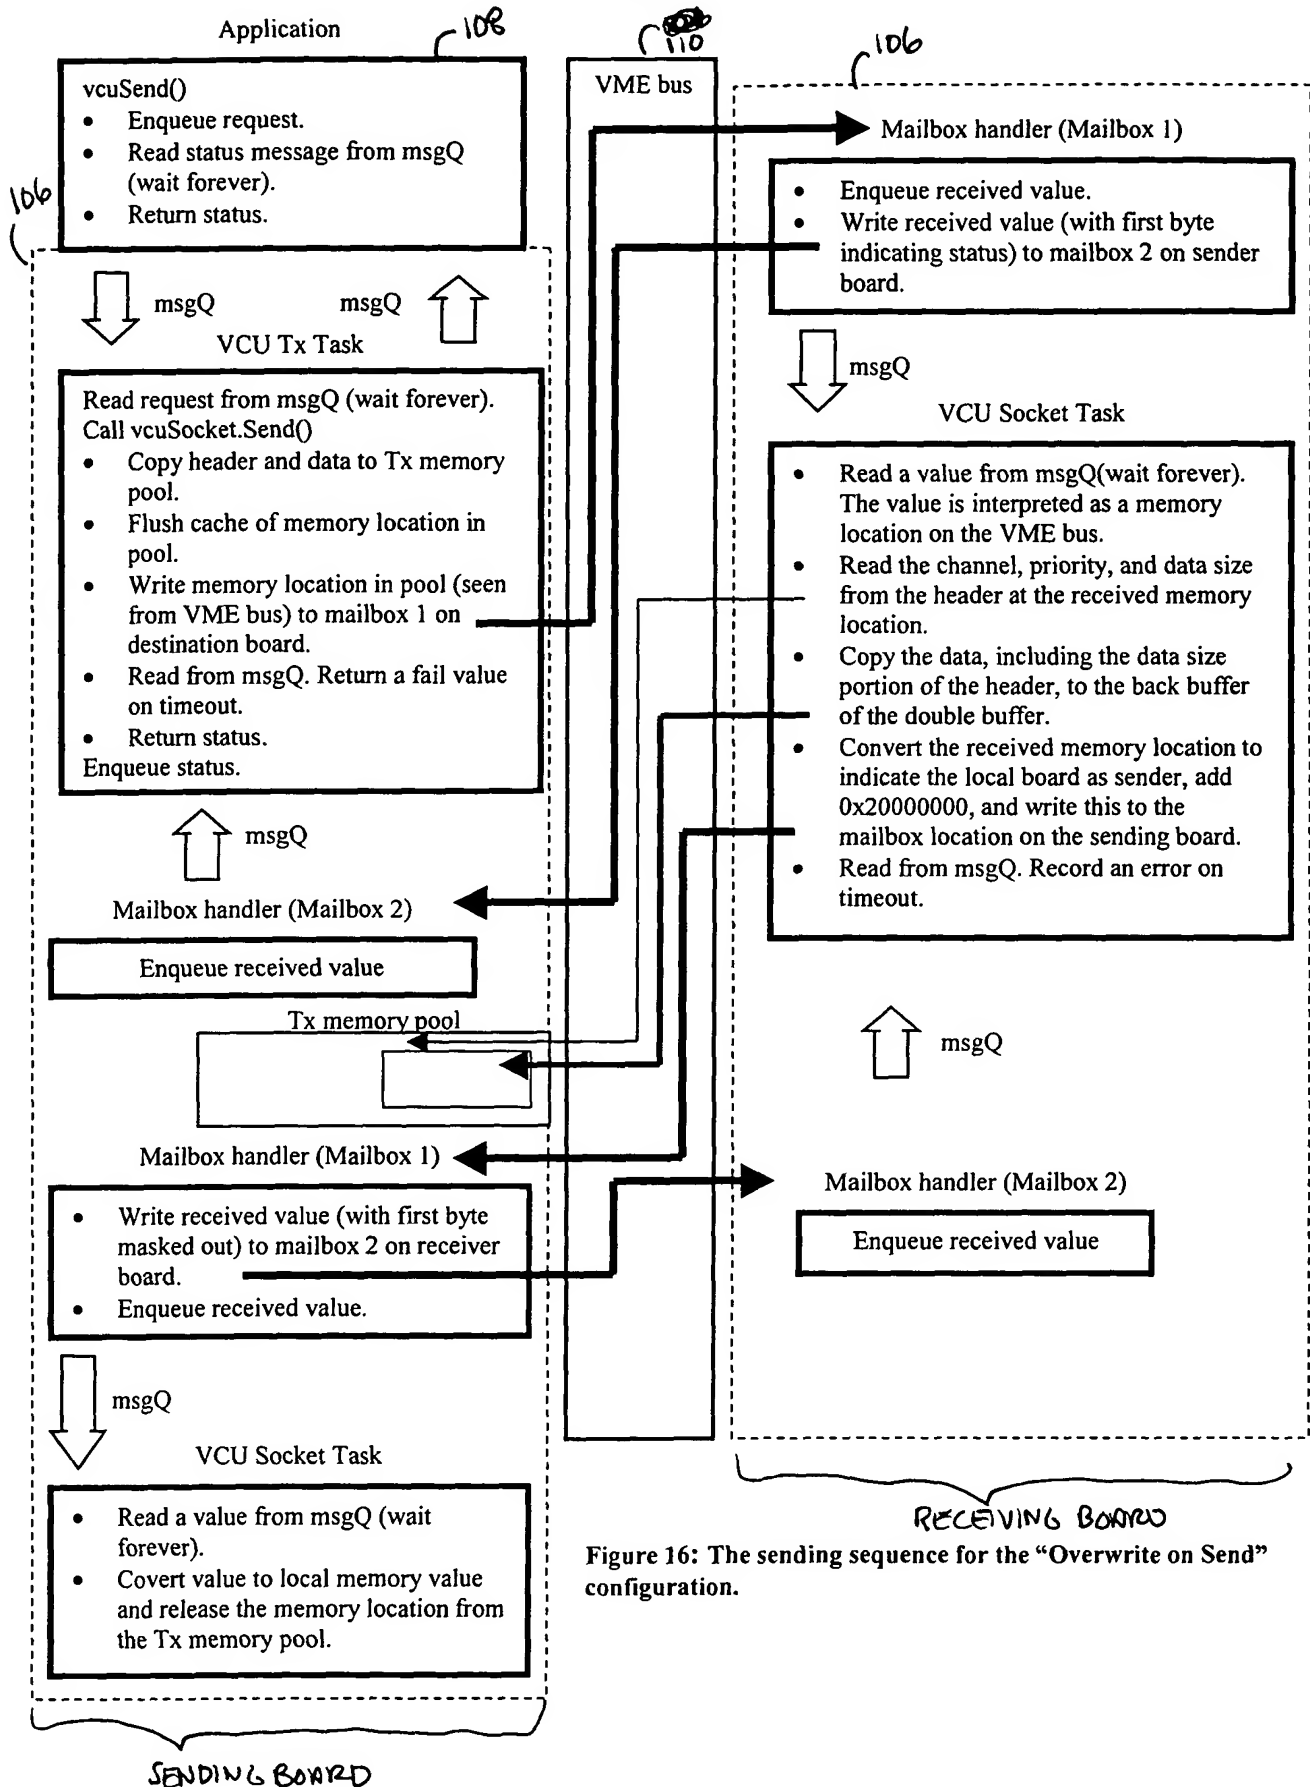 Application
108
vcuSend()
• Enqueue request.
• Read status message from msgQ
(wait forever).
• Return status.
106
msgQ
msgQ
VCU Tx Task
Read request from msgQ (wait forever).
Call vcuSocket.Send()
• Copy header and data to Tx memory
pool.
• Flush cache of memory location in
pool.
• Write memory location in pool (seen
from VME bus) to mailbox 1 on
destination board.
• Read from msgQ. Return a fail value
on timeout.
• Return status.
Enqueue status.
msgQ
Mailbox handler (Mailbox 2)
Enqueue received value
Tx memory pool
Mailbox handler (Mailbox 1)
• Write received value (with first byte
masked out) to mailbox 2 on receiver
board.
• Enqueue received value.
msgQ
VCU Socket Task
• Read a value from msgQ (wait
forever).
• Covert value to local memory value
and release the memory location from
the Tx memory pool.
SENDING BOARD
110
VME bus
106
Mailbox handler (Mailbox 1)
• Enqueue received value.
• Write received value (with first byte
indicating status) to mailbox 2 on sender
board.
msgQ
VCU Socket Task
• Read a value from msgQ(wait forever).
The value is interpreted as a memory
location on the VME bus.
• Read the channel, priority, and data size
from the header at the received memory
location.
• Copy the data, including the data size
portion of the header, to the back buffer
of the double buffer.
• Convert the received memory location to
indicate the local board as sender, add
0x20000000, and write this to the
mailbox location on the sending board.
• Read from msgQ. Record an error on
timeout.
msgQ
Mailbox handler (Mailbox 2)
Enqueue received value
RECEIVING BOARD
Figure 16: The sending sequence for the “Overwrite on Send”
configuration.